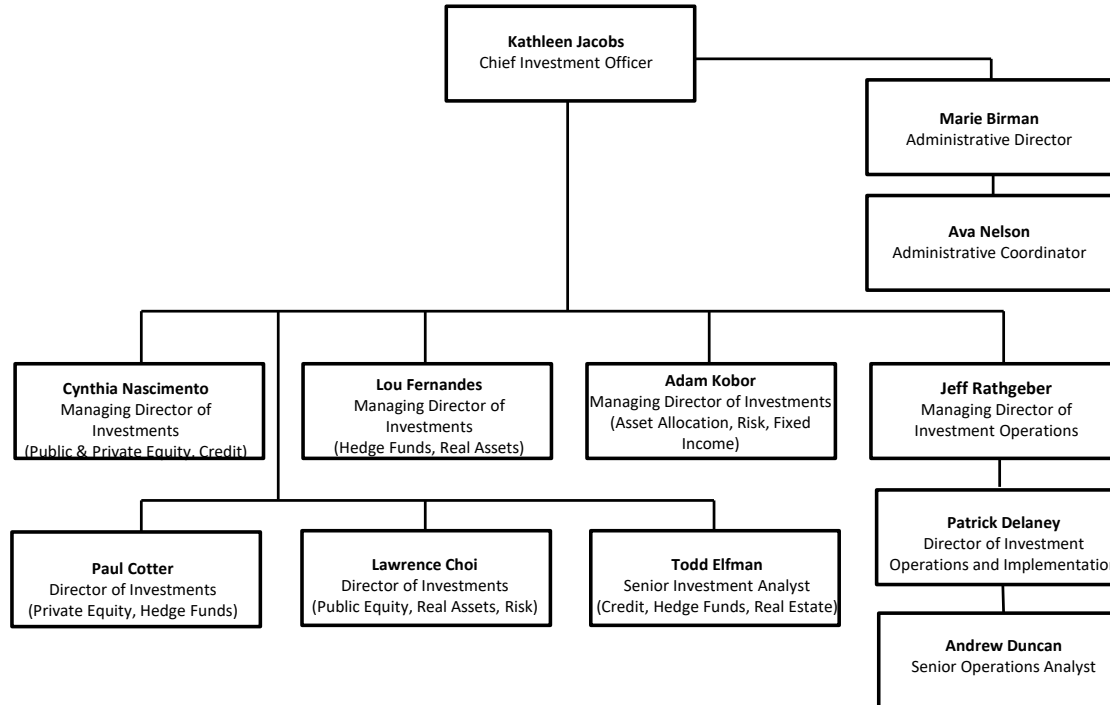 Kathleen Jacobs
Chief Investment Officer
Marie Birman
Administrative Director
Ava Nelson
Administrative Coordinator
Cynthia Nascimento
Managing Director of
Investments
(Public & Private Equity, Credit)
Lou Fernandes
Managing Director of
Investments
(Hedge Funds, Real Assets)
Adam Kobor
Managing Director of Investments
(Asset Allocation, Risk, Fixed
Income)
Jeff Rathgeber
Managing Director of
Investment Operations
Paul Cotter
Director of Investments
(Private Equity, Hedge Funds)
Lawrence Choi
Director of Investments
(Public Equity, Real Assets, Risk)
Todd Elfman
Senior Investment Analyst
(Credit, Hedge Funds, Real Estate)
Patrick Delaney
Director of Investment
Operations and Implementation
Andrew Duncan
Senior Operations Analyst